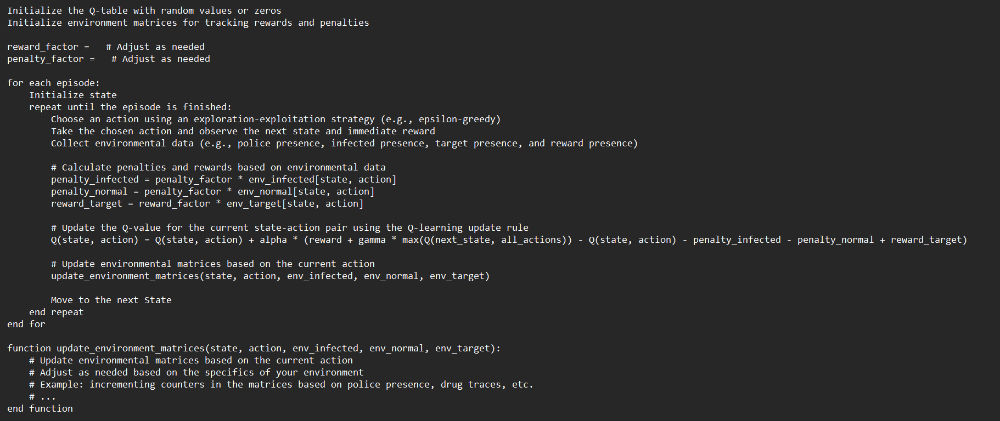 Initialize the Q-table with random values or zeros
Initialize environment matrices for tracking rewards and penalties
reward_factor =   # Adjust as needed
penalty_factor =   # Adjust as needed
for each episode:
    Initialize state
    repeat until the episode is finished:
        Choose an action using an exploration-exploitation strategy (e.g., epsilon-greedy)
        Take the chosen action and observe the next state and immediate reward
        Collect environmental data (e.g., police presence, infected presence, target presence, and reward presence)
        # Calculate penalties and rewards based on environmental data
        penalty_infected = penalty_factor * env_infected[state, action]
        penalty_normal = penalty_factor * env_normal[state, action]
        reward_target = reward_factor * env_target[state, action]
        # Update the Q-value for the current state-action pair using the Q-learning update rule
        Q(state, action) = Q(state, action) + alpha * (reward + gamma * max(Q(next_state, all_actions)) - Q(state, action) - penalty_infected - penalty_normal + reward_target)
        # Update environmental matrices based on the current action
        update_environment_matrices(state, action, env_infected, env_normal, env_target)
        Move to the next State
    end repeat
end for
function update_environment_matrices(state, action, env_infected, env_normal, env_target):
    # Update environmental matrices based on the current action
    # Adjust as needed based on the specifics of your environment
    # Example: incrementing counters in the matrices based on police presence, drug traces, etc.
    # ...
end function